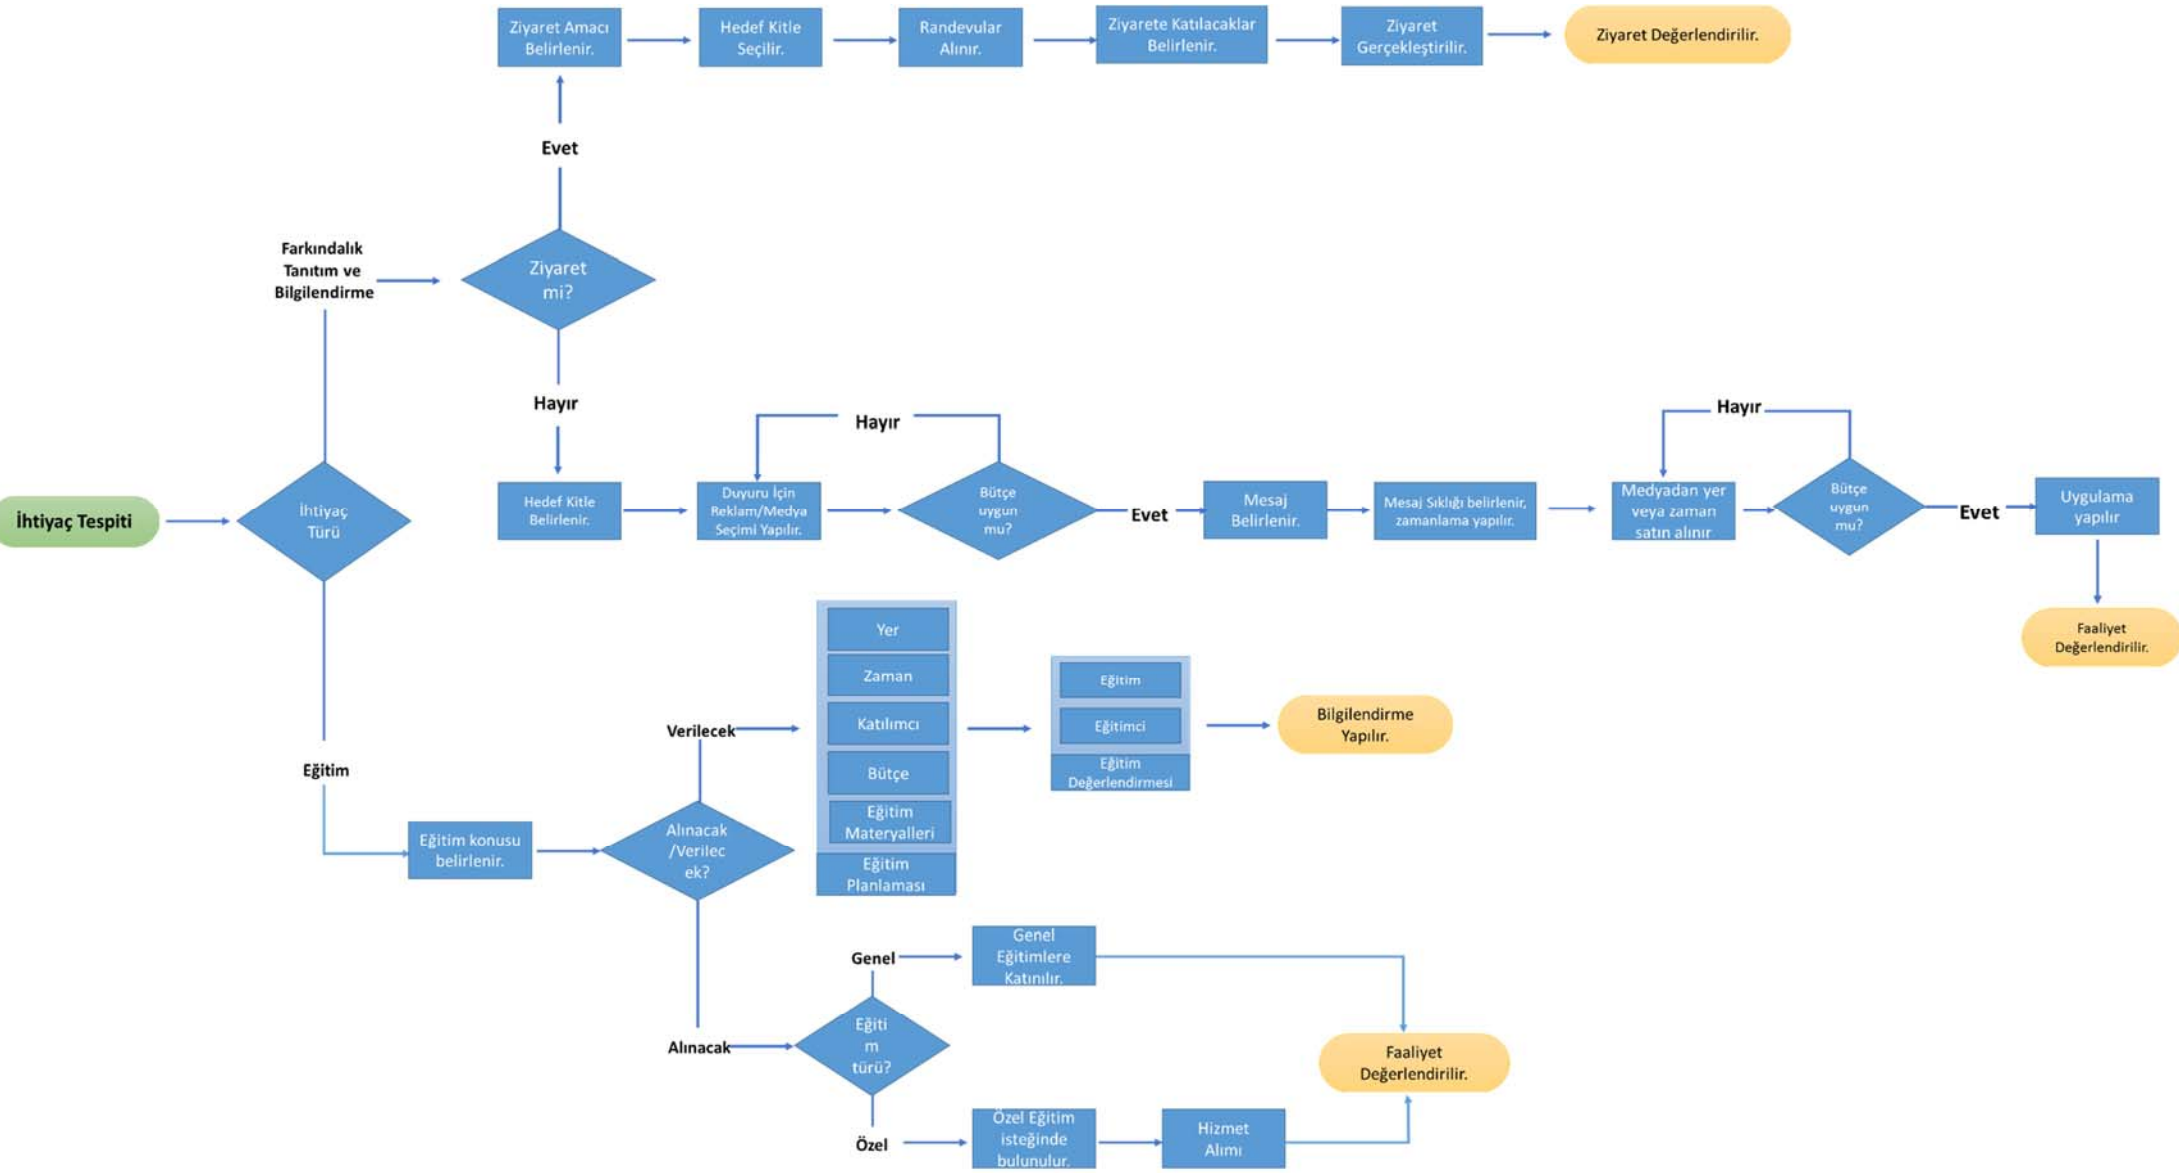 Ziyaret Amacı
Belirlenir.
Hedef Kitle
Seçilir.
Randevular
Alınır.
Ziyarete Katılacaklar
Belirlenir.
Ziyaret
Gerçekleştirilir.
Ziyaret Değerlendirilir.
Evet
Farkındalık
Tanıtım ve
Bilgilendirme
Ziyaret
mi?
Hayır
İhtiyaç Tespiti
İhtiyaç
Türü
Hedef Kitle
Belirlenir.
Duyuru İçin
Reklam/Medya
Seçimi Yapılır.
Hayır
Bütçe
uygun
mu?
Evet
Mesaj
Belirlenir.
Mesaj Sıklığı belirlenir,
zamanlama yapılır.
Medyadan yer
veya zaman
satın alınır
Hayır
Bütçe
uygun
mu?
Evet
Uygulama
yapılır
Faaliyet
Değerlendirilir.
Eğitim
Eğitim konusu
belirlenir.
Alınacak
/Verilec
ek?
Verilecek
Yer
Zaman
Katılımcı
Bütçe
Eğitim
Materyalleri
Eğitim
Planlaması
Eğitim
Eğitimci
Eğitim
Değerlendirmesi
Bilgilendirme
Yapılır.
Alınacak
Eğiti
m
türü?
Genel
Genel
Eğitimlere
Katınılır.
Özel
Özel Eğitim
isteğinde
bulunulur.
Hizmet
Alımı
Faaliyet
Değerlendirilir.